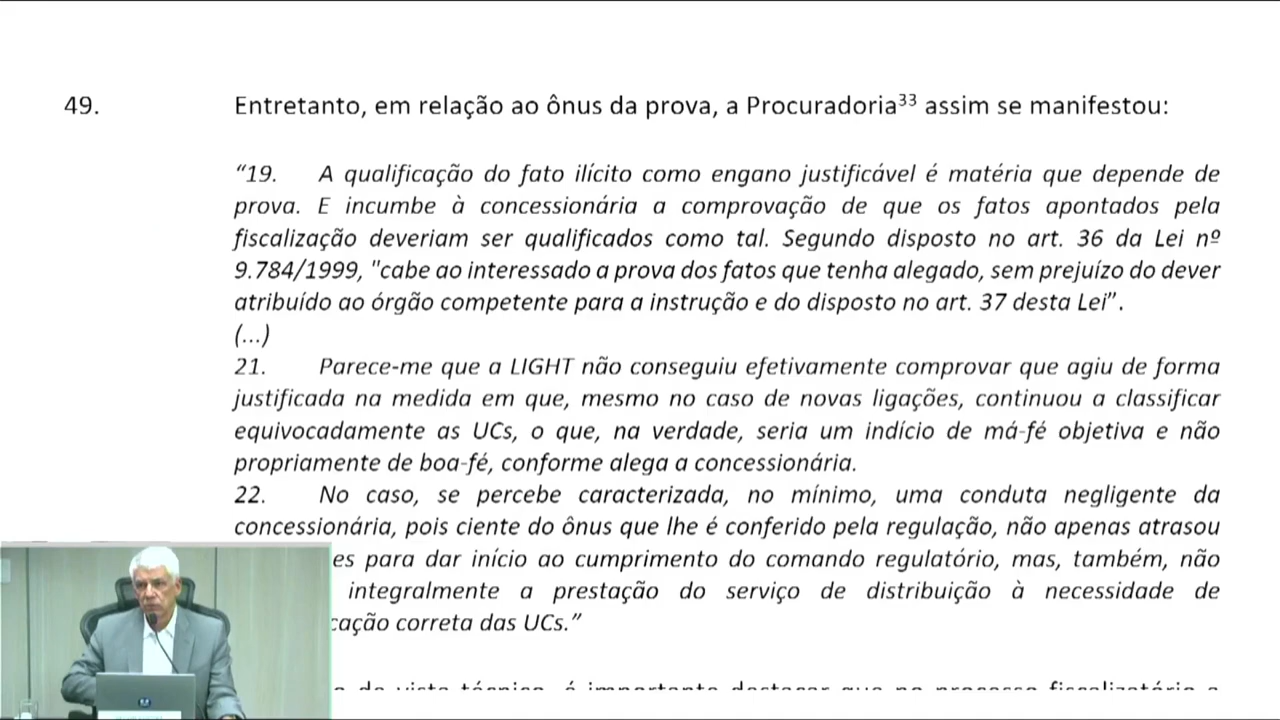 49. Entretanto, em relação ao ônus da prova, a Procuradoria³³ assim se manifestou:
“19. A qualificação do fato ilícito como engano justificável é matéria que depende de
prova. E incumbe à concessionária a comprovação de que os fatos apontados pela
fiscalização deveriam ser qualificados como tal. Segundo disposto no art. 36 da Lei nº
9.784/1999, "cabe ao interessado a prova dos fatos que tenha alegado, sem prejuízo do dever
atribuído ao órgão competente para a instrução e do disposto no art. 37 desta Lei”.
(...)
21. Parece-me que a LIGHT não conseguiu efetivamente comprovar que agiu de forma
justificada na medida em que, mesmo no caso de novas ligações, continuou a classificar
equivocadamente as UCs, o que, na verdade, seria um indício de má-fé objetiva e não
propriamente de boa-fé, conforme alega a concessionária.
22. No caso, se percebe caracterizada, no mínimo, uma conduta negligente da
concessionária, pois ciente do ônus que lhe é conferido pela regulação, não apenas atrasou
es para dar início ao cumprimento do comando regulatório, mas, também, não
integralmente a prestação do serviço de distribuição à necessidade de
cação correta das UCs.”
de vista técnico, é importante destacar que no processo fiscalizatório a